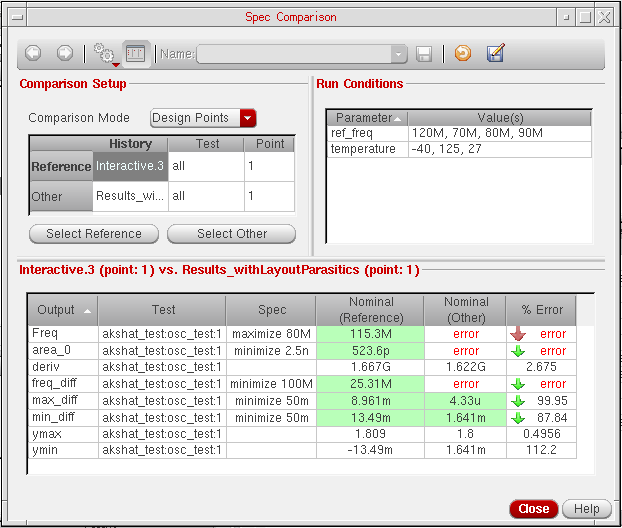 Spec Comparison
Name:
Comparison Setup
Run Conditions
Comparison Mode Design Points
History Test Point
Reference Interactive.3 all 1
Other Results_wi... all 1
Select Reference Select Other
Parameter Value(s)
ref_freq 120M, 70M, 80M, 90M
temperature -40, 125, 27
Interactive.3 (point: 1) vs. Results_withLayoutParasitics (point: 1)
Output Test Spec Nominal (Reference) Nominal (Other) % Error
Freq akshat_test:osc_test:1 maximize 80M 115.3M error error
area_0 akshat_test:osc_test:1 minimize 2.5n 523.6p error error
deriv akshat_test:osc_test:1 1.667G 1.622G 2.675
freq_diff akshat_test:osc_test:1 minimize 100M 25.31M error error
max_diff akshat_test:osc_test:1 minimize 50m 8.961m 4.33u 99.95
min_diff akshat_test:osc_test:1 minimize 50m 13.49m 1.641m 87.84
ymax akshat_test:osc_test:1 1.809 1.8 0.4956
ymin akshat_test:osc_test:1 -13.49m 1.641m 112.2
Close Help